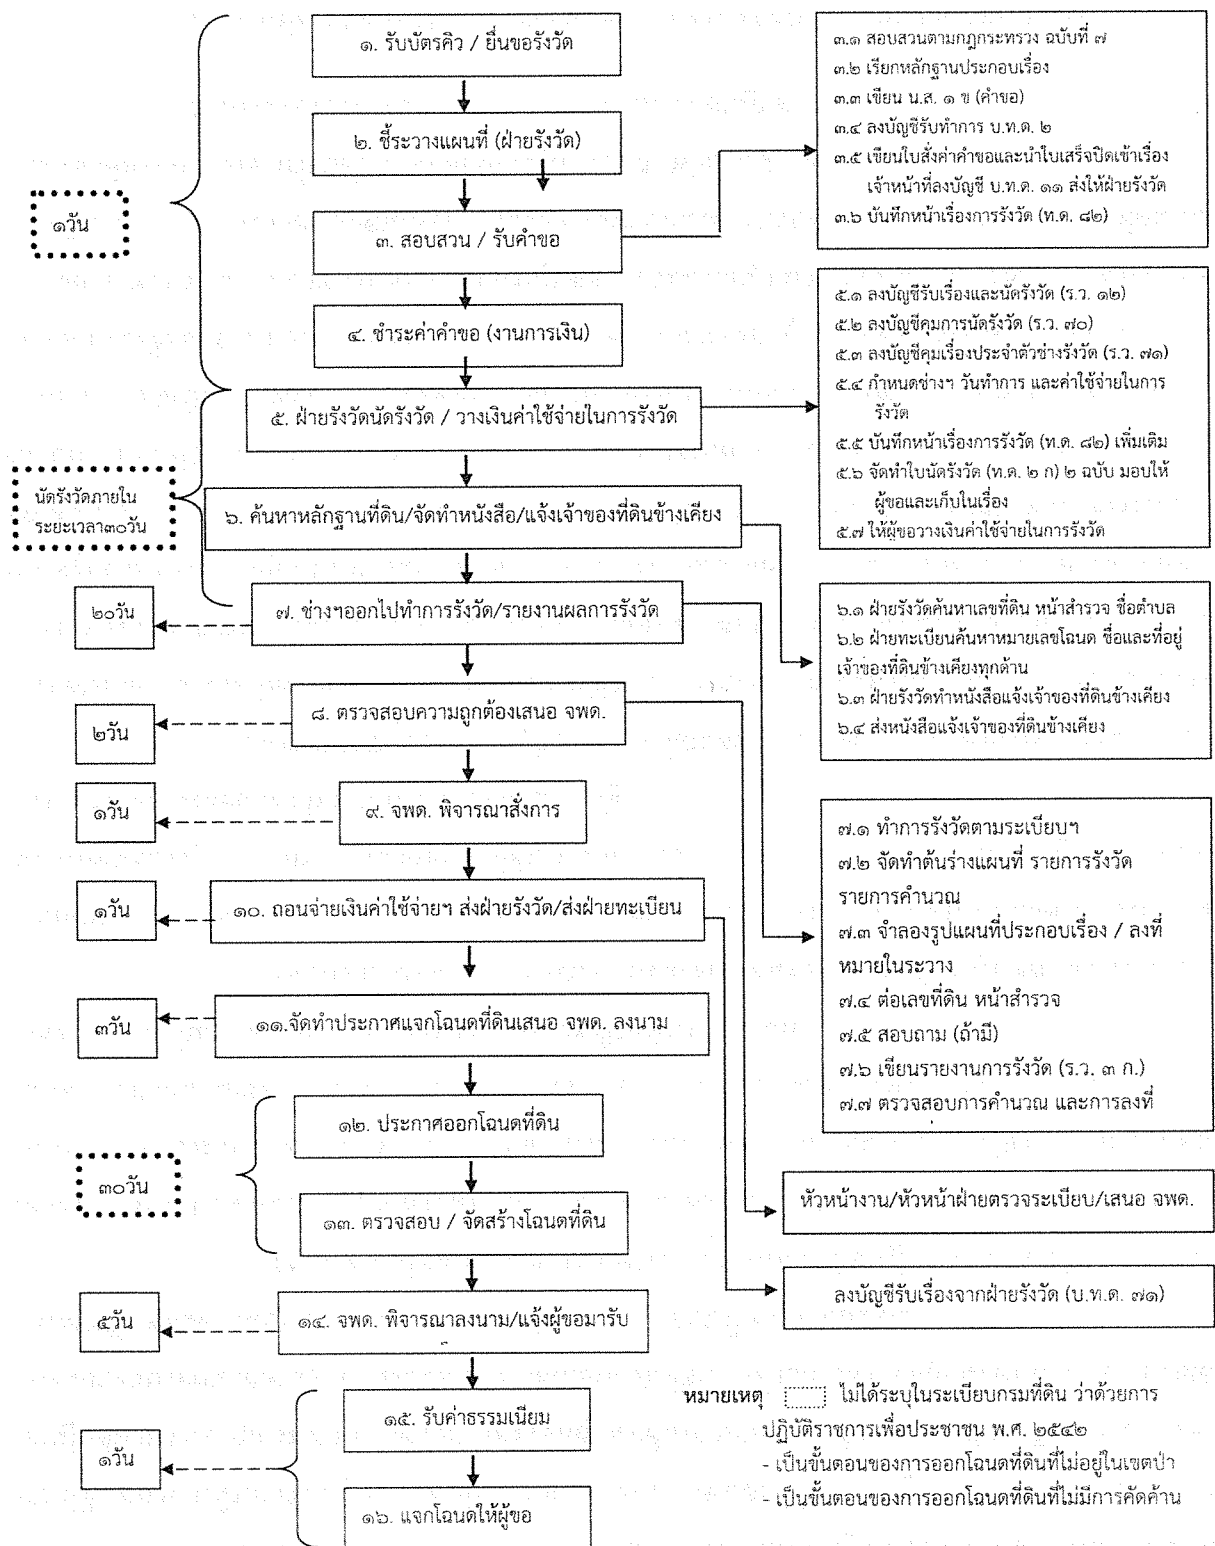 ๑. รับบัตรคิว / ยื่นขอรังวัด
๒. ชี้ระวางแผนที่ (ฝ่ายรังวัด)
๑วัน
๓. สอบสวน / รับคำขอ
๔. ชำระค่าคำขอ (งานการเงิน)
๕. ฝ่ายรังวัดนัดรังวัด / วางเงินค่าใช้จ่ายในการรังวัด
นัดรังวัดภายใน
ระยะเวลา๓๐วัน
๖. ค้นหาหลักฐานที่ดิน/จัดทำหนังสือ/แจ้งเจ้าของที่ดินข้างเคียง
๒๐วัน
๗. ช่างฯออกไปทำการรังวัด/รายงานผลการรังวัด
๒วัน
๘. ตรวจสอบความถูกต้องเสนอ จพด.
๑วัน
๙. จพด. พิจารณาสั่งการ
๑วัน
๑๐. ถอนจ่ายเงินค่าใช้จ่ายฯ ส่งฝ่ายรังวัด/ส่งฝ่ายทะเบียน
๓วัน
๑๑.จัดทำประกาศแจกโฉนดที่ดินเสนอ จพด. ลงนาม
๑๒. ประกาศออกโฉนดที่ดิน
๓๐วัน
๑๓. ตรวจสอบ / จัดสร้างโฉนดที่ดิน
๕วัน
๑๔. จพด. พิจารณาลงนาม/แจ้งผู้ขอมารับ
๑๕. รับค่าธรรมเนียม
๑วัน
๑๖. แจกโฉนดให้ผู้ขอ
๓.๑ สอบสวนตามกฎกระทรวง ฉบับที่ ๗
๓.๒ เรียกหลักฐานประกอบเรื่อง
๓.๓ เขียน น.ส. ๑ ข (คำขอ)
๓.๔ ลงบัญชีรับทำการ บ.ท.ด. ๒
๓.๕ เขียนใบสั่งค่าคำขอและนำใบเสร็จปิดเข้าเรื่อง
เจ้าหน้าที่ลงบัญชี บ.ท.ด. ๑๑ ส่งให้ฝ่ายรังวัด
๓.๖ บันทึกหน้าเรื่องการรังวัด (ท.ด. ๘๒)
๕.๑ ลงบัญชีรับเรื่องและนัดรังวัด (ร.ว. ๑๒)
๕.๒ ลงบัญชีคุมการนัดรังวัด (ร.ว. ๗๐)
๕.๓ ลงบัญชีคุมเรื่องประจำตัวช่างรังวัด (ร.ว. ๗๑)
๕.๔ กำหนดช่างฯ วันทำการ และค่าใช้จ่ายในการ
รังวัด
๕.๕ บันทึกหน้าเรื่องการรังวัด (ท.ด. ๘๒) เพิ่มเติม
๕.๖ จัดทำใบนัดรังวัด (ท.ด. ๒ ก) ๒ ฉบับ มอบให้
ผู้ขอและเก็บในเรื่อง
๕.๗ ให้ผู้ขอวางเงินค่าใช้จ่ายในการรังวัด
๖.๑ ฝ่ายรังวัดค้นหาเลขที่ดิน หน้าสำรวจ ชื่อตำบล
๖.๒ ฝ่ายทะเบียนค้นหาหมายเลขโฉนด ชื่อและที่อยู่
เจ้าของที่ดินข้างเคียงทุกด้าน
๖.๓ ฝ่ายรังวัดทำหนังสือแจ้งเจ้าของที่ดินข้างเคียง
๖.๔ ส่งหนังสือแจ้งเจ้าของที่ดินข้างเคียง
๗.๑ ทำการรังวัดตามระเบียบฯ
๗.๒ จัดทำต้นร่างแผนที่ รายการรังวัด
รายการคำนวณ
๗.๓ จำลองรูปแผนที่ประกอบเรื่อง / ลงที่
หมายในระวาง
๗.๔ ต่อเลขที่ดิน หน้าสำรวจ
๗.๕ สอบถาม (ถ้ามี)
๗.๖ เขียนรายงานการรังวัด (ร.ว. ๓ ก.)
๗.๗ ตรวจสอบการคำนวณ และการลงที่
หัวหน้างาน/หัวหน้าฝ่ายตรวจระเบียบ/เสนอ จพด.
ลงบัญชีรับเรื่องจากฝ่ายรังวัด (บ.ท.ด. ๗๑)
หมายเหตุ ไม่ได้ระบุในระเบียบกรมที่ดิน ว่าด้วยการ
ปฏิบัติราชการเพื่อประชาชน พ.ศ. ๒๕๔๒
- เป็นขั้นตอนของการออกโฉนดที่ดินที่ไม่อยู่ในเขตป่า
- เป็นขั้นตอนของการออกโฉนดที่ดินที่ไม่มีการคัดค้าน